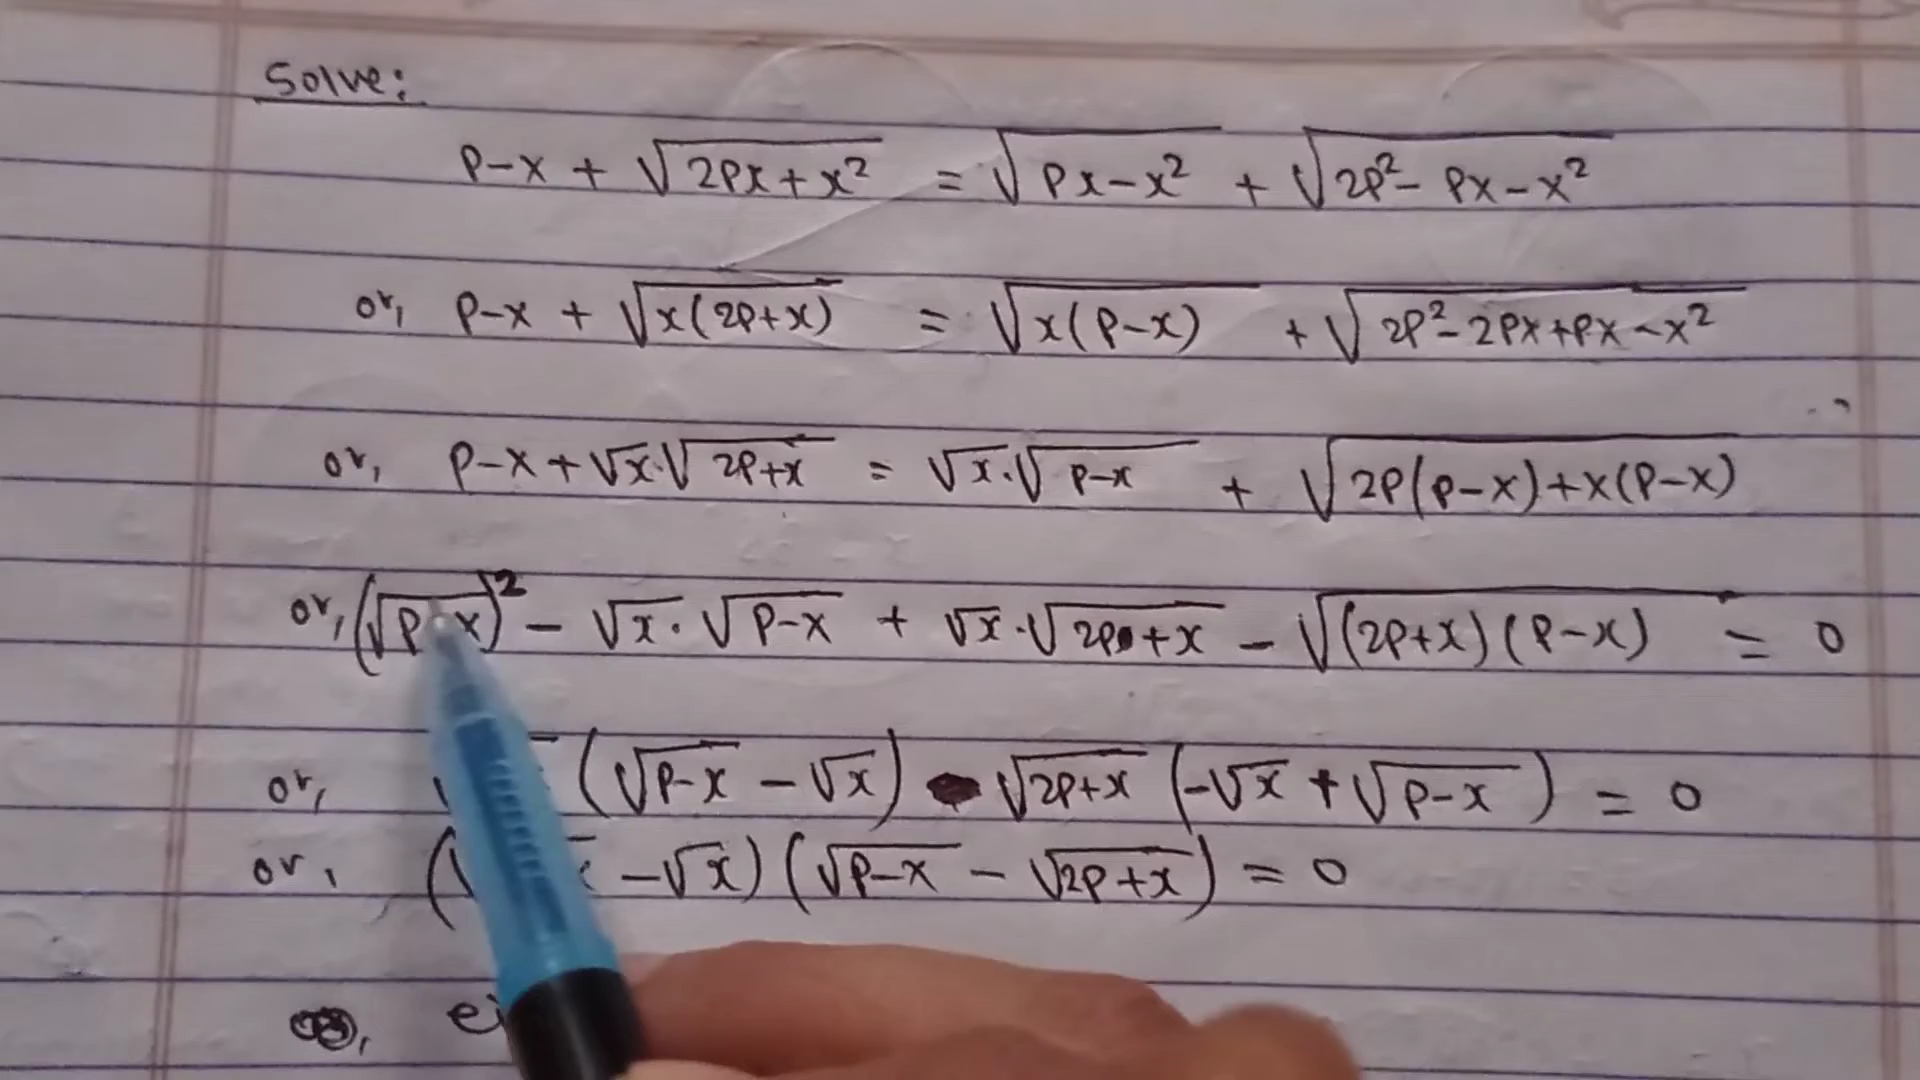 Solve:
P-x + √(2Px+x²) = √(Px-x²) + √(2P²- Px-x²)
or, P-x + √(x(2P+x)) = √(x(P-x)) + √(2P²-2Px+Px-x²)
or, P-x+√x.√(2P+x) = √x.√(P-x) + √(2P(P-x)+x(P-x))
or, (√(P-x))² - √x.√(P-x) + √x.√(2P+x) - √((2P+x)(P-x)) = 0
or, (√(P-x) - √x) - √(2P+x) (-√x + √(P-x)) = 0
or, ( -√x) (√(P-x) - √(2P+x)) = 0